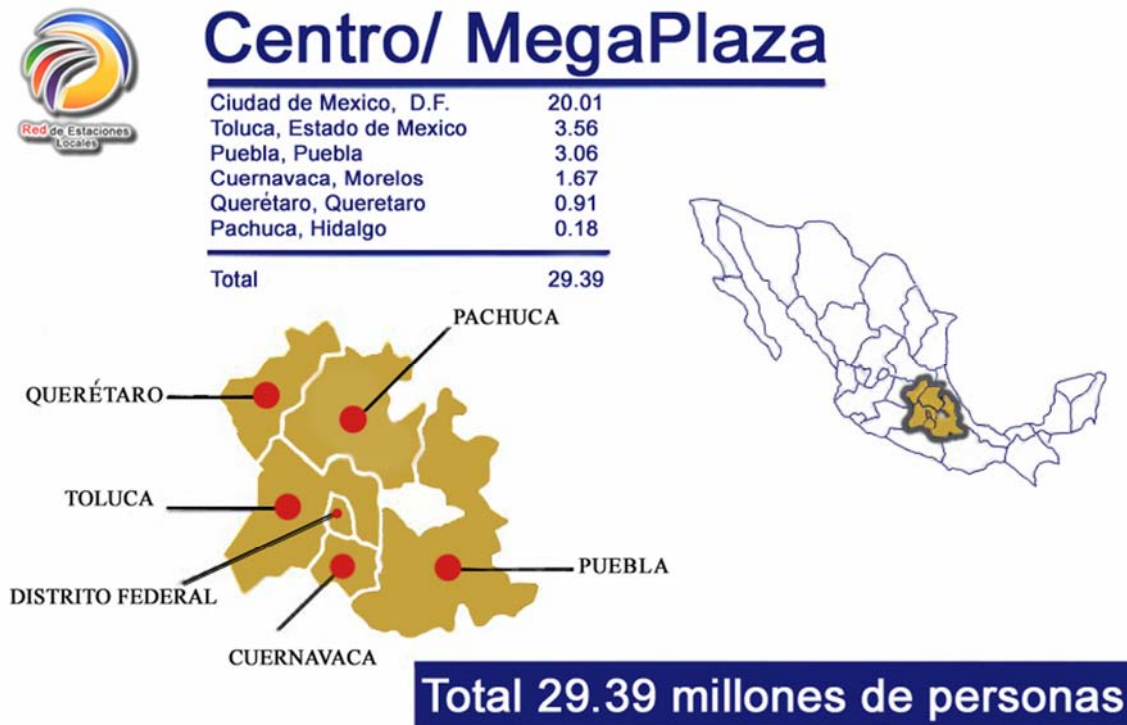 Centro/ MegaPlaza
Red de Estaciones
Locales
Ciudad de Mexico, D.F. 20.01
Toluca, Estado de Mexico 3.56
Puebla, Puebla 3.06
Cuernavaca, Morelos 1.67
Querétaro, Queretaro 0.91
Pachuca, Hidalgo 0.18
Total 29.39
PACHUCA
QUERÉTARO
TOLUCA
PUEBLA
DISTRITO FEDERAL
CUERNAVACA
Total 29.39 millones de personas